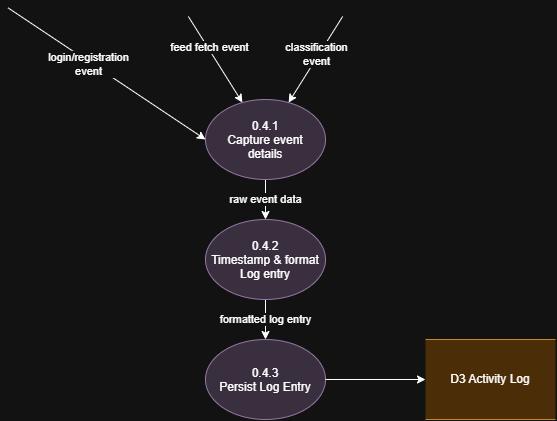 feed fetch event
classification
event
login/registration
event
0.4.1
Capture event
details
raw event data
0.4.2
Timestamp & format
Log entry
formatted log entry
0.4.3
Persist Log Entry
D3 Activity Log